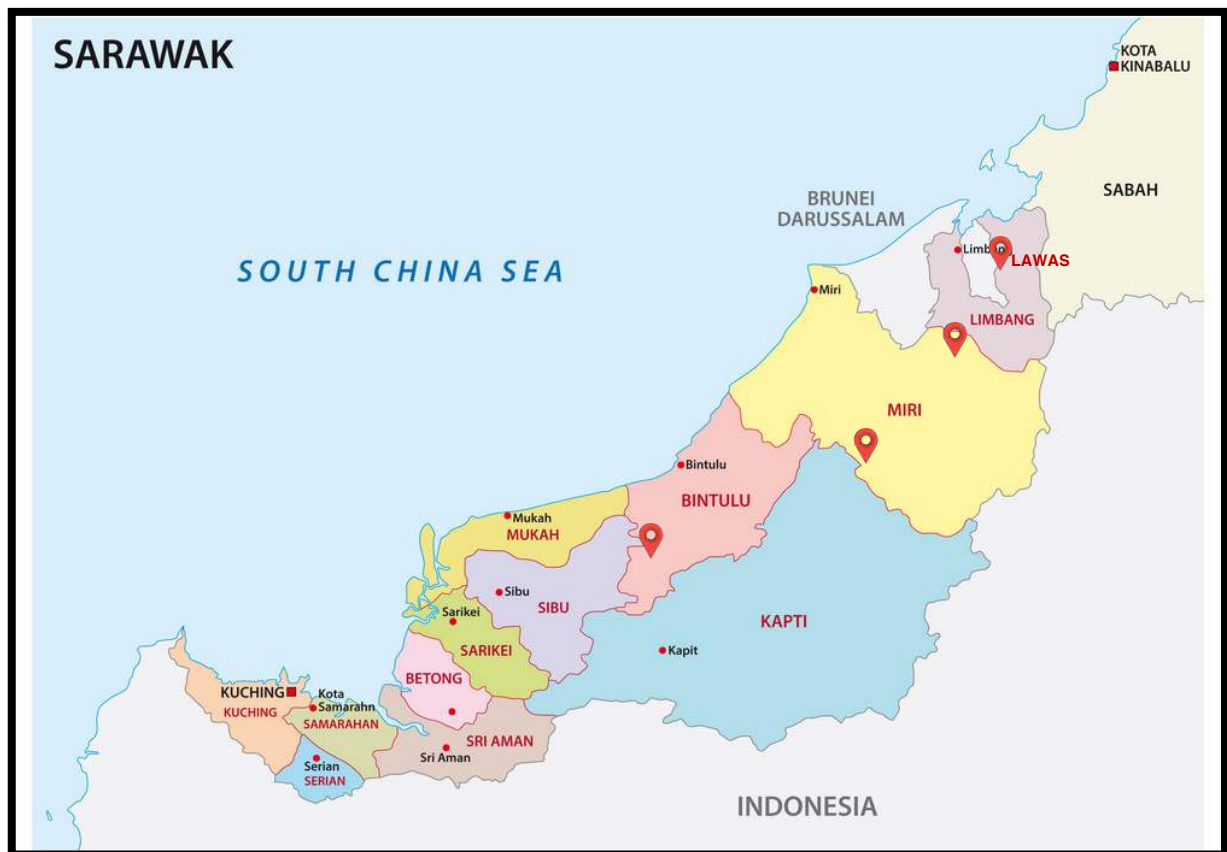 SARAWAK
KOTA
KINABALU
SABAH
BRUNEI
DARUSSALAM
SOUTH CHINA SEA
Limbang
LAWAS
Miri
LIMBANG
MIRI
Bintulu
BINTULU
Mukah
MUKAH
Sibu
SIBU
Sarikei
SARIKEI
KAPTI
Kapit
BETONG
KUCHING
KUCHING
Kota
Samarahn
SAMARAHAN
SRI AMAN
Sri Aman
Serian
SERIAN
INDONESIA